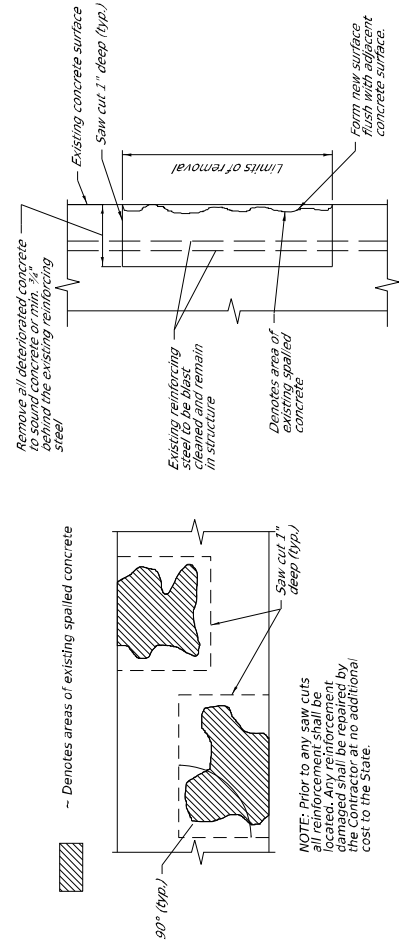 ~ Denotes areas of existing spalled concrete
90° (typ.)
Saw cut 1"
deep (typ.)
NOTE: Prior to any saw cuts
all reinforcement shall be
located. Any reinforcement
damaged shall be repaired by
the Contractor at no additional
cost to the State.
Remove all deteriorated concrete
to sound concrete or min. ¾"
behind the existing reinforcing
steel
Existing concrete surface
Saw cut 1" deep (typ.)
Limits of removal
Existing reinforcing
steel to be blast
cleaned and remain
in structure
Denotes area of
existing spalled
concrete
Form new surface
flush with adjacent
concrete surface.